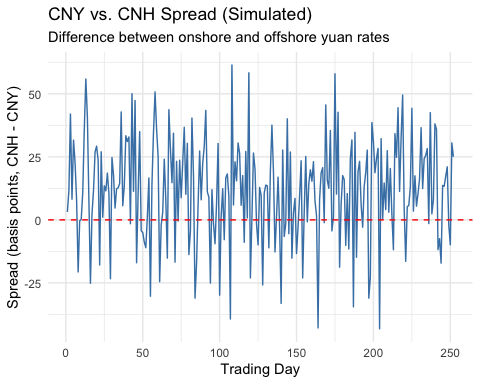 CNY vs. CNH Spread (Simulated)
Difference between onshore and offshore yuan rates
Spread (basis points, CNH - CNY)
50
25
0
-25
0
50
100
150
200
250
Trading Day